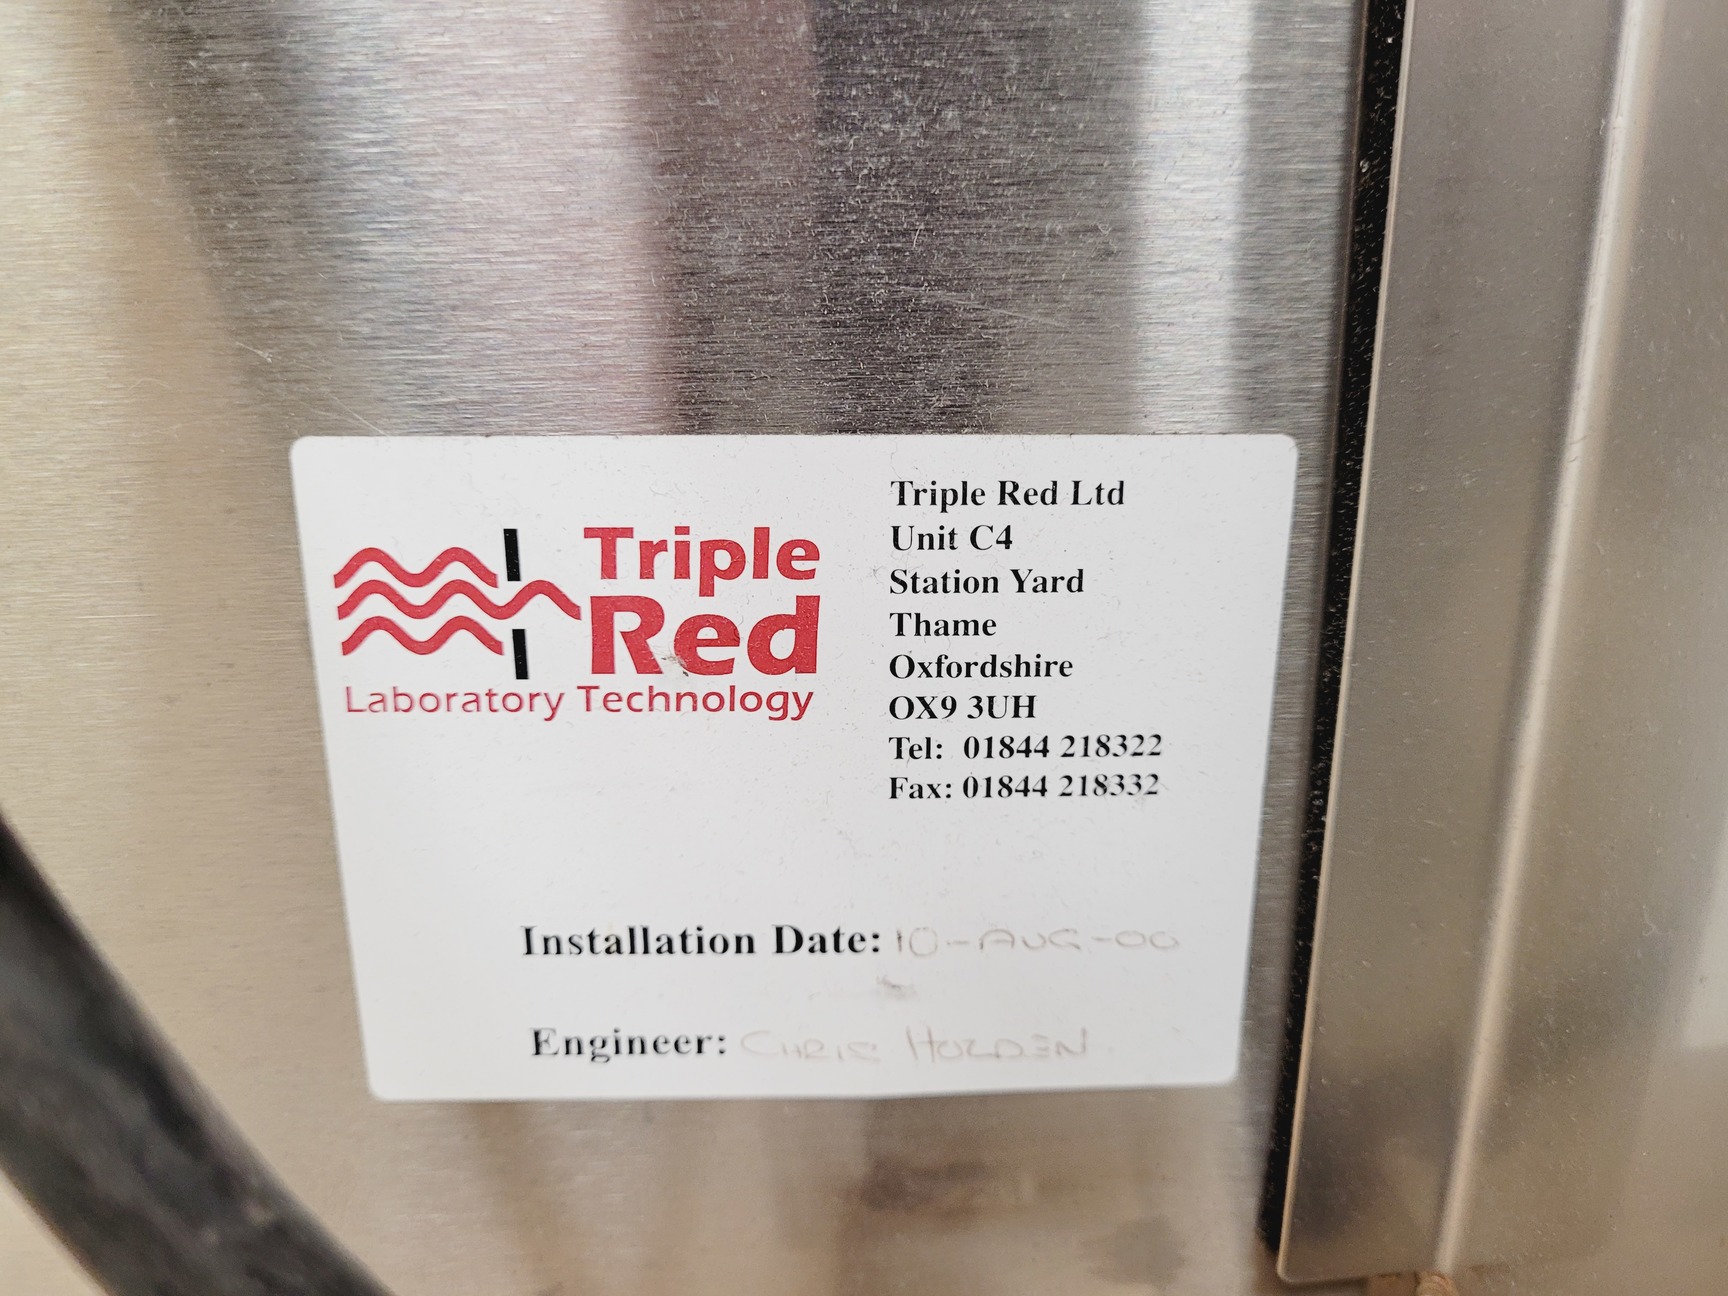 Triple
Red
Laboratory Technology
Triple Red Ltd
Unit C4
Station Yard
Thame
Oxfordshire
OX9 3UH
Tel: 01844 218322
Fax: 01844 218332
Installation Date: 10-AUG-00
Engineer: CHRIS HOLDEN